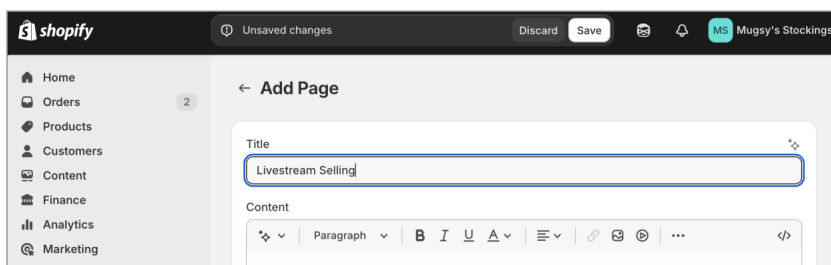 shopify
Unsaved changes
Discard
Save
MS
Mugsy's Stockings
Home
Orders
2
Products
Customers
Content
Finance
Analytics
Marketing
Add Page
Title
Livestream Selling
Content
Paragraph
B
I
U
A